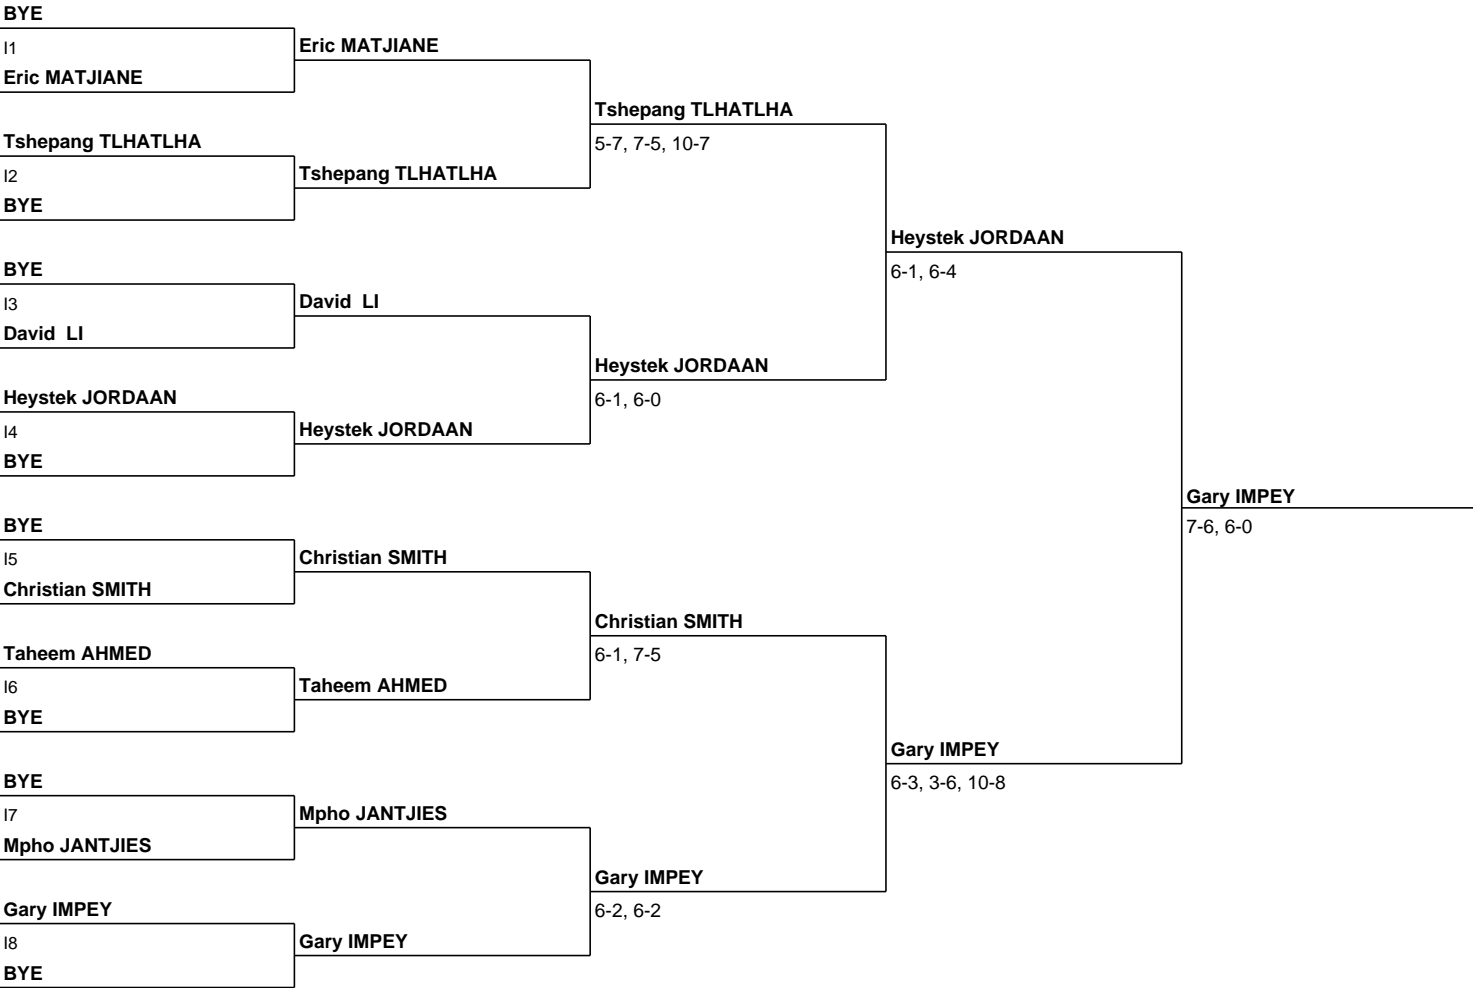 BYE
I1
Eric MATJIANE
Eric MATJIANE
Tshepang TLHATLHA
I2
BYE
Tshepang TLHATLHA
Tshepang TLHATLHA
5-7, 7-5, 10-7
BYE
I3
David  LI
David  LI
Heystek JORDAAN
I4
BYE
Heystek JORDAAN
Heystek JORDAAN
6-1, 6-0
Heystek JORDAAN
6-1, 6-4
BYE
I5
Christian SMITH
Christian SMITH
Taheem AHMED
I6
BYE
Taheem AHMED
Christian SMITH
6-1, 7-5
BYE
I7
Mpho JANTJIES
Mpho JANTJIES
Gary IMPEY
I8
BYE
Gary IMPEY
Gary IMPEY
6-2, 6-2
Gary IMPEY
6-3, 3-6, 10-8
Gary IMPEY
7-6, 6-0